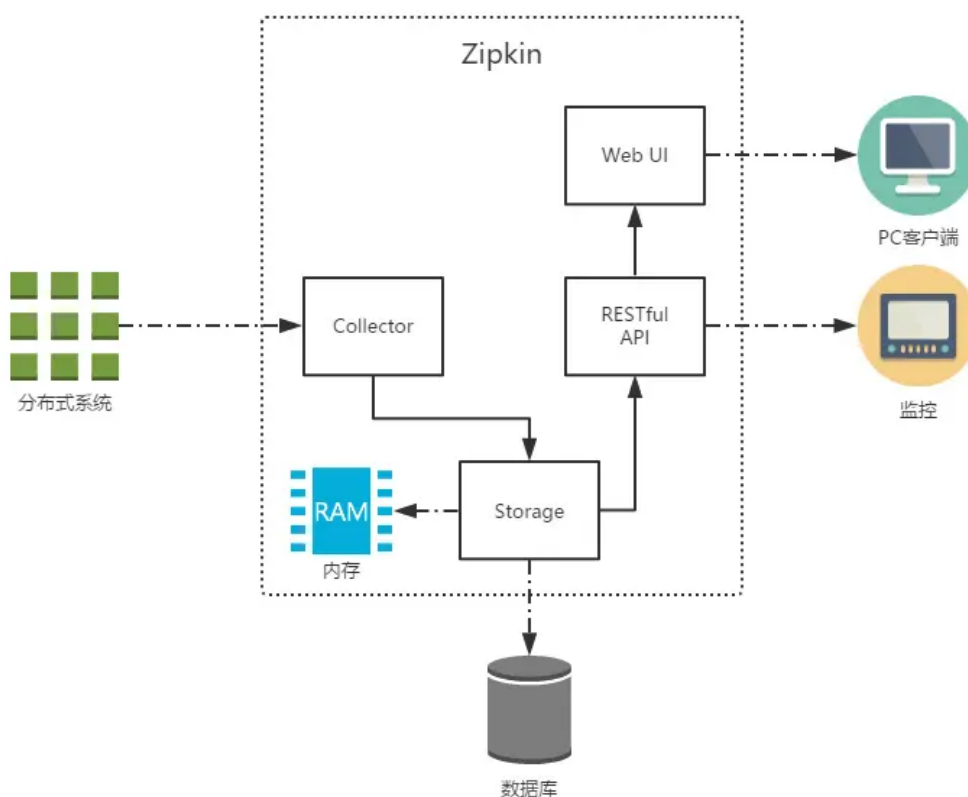 Zipkin
Web UI
PC客户端
Collector
RESTful
API
分布式系统
监控
RAM
Storage
内存
数据库